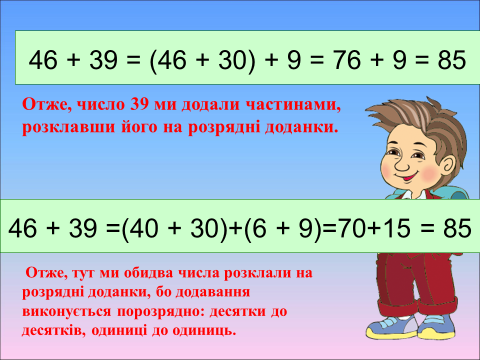 46 + 39 = (46 + 30) + 9 = 76 + 9 = 85
Отже, число 39 ми додали частинами,
розклавши його на розрядні доданки.
46 + 39 =(40 + 30)+(6 + 9)=70+15 = 85
Отже, тут ми обидва числа розклали на
розрядні доданки, бо додавання
виконується порозрядно: десятки до
десятків, одиниці до одиниць.